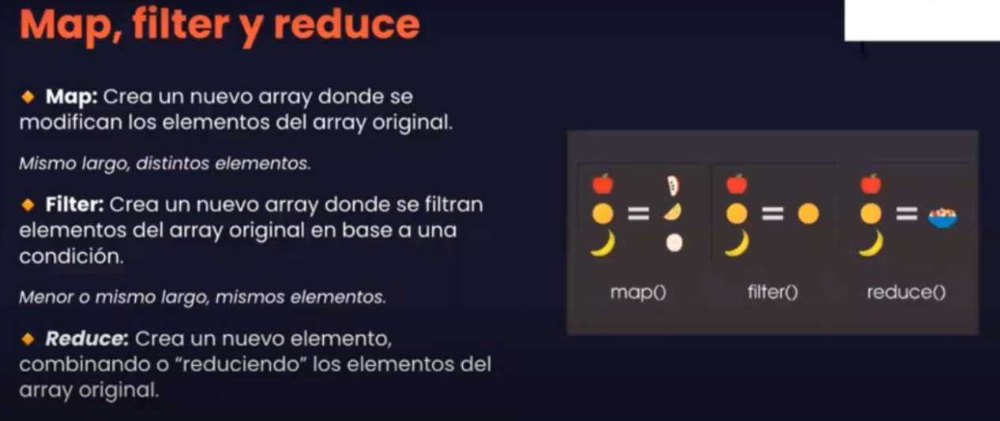 Map, filter y reduce
Map: Crea un nuevo array donde se
modifican los elementos del array original.
Mismo largo, distintos elementos.
Filter: Crea un nuevo array donde se filtran
elementos del array original en base a una
condición.
Menor o mismo largo, mismos elementos.
Reduce: Crea un nuevo elemento,
combinando o “reduciendo” los elementos del
array original.
= = =
map() filter() reduce()